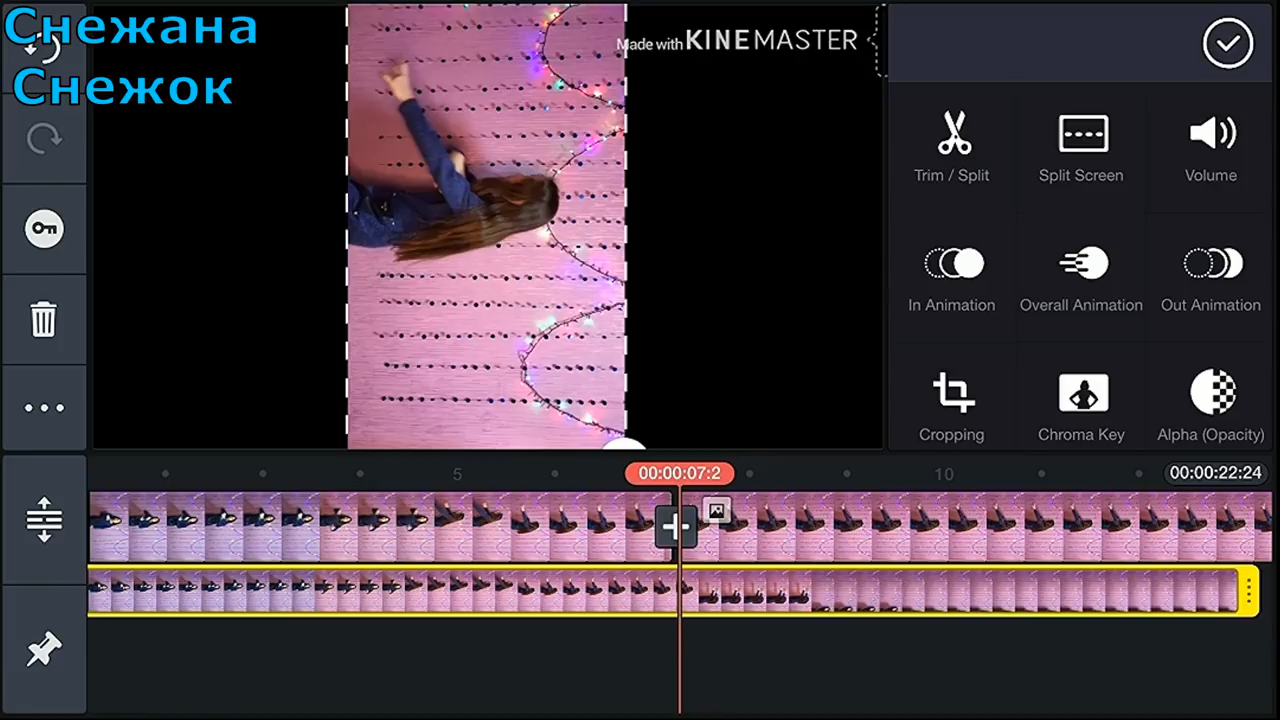 Снежана
Снежок
Made with KINEMASTER
Trim / Split
Split Screen
Volume
In Animation
Overall Animation
Out Animation
Cropping
Chroma Key
Alpha (Opacity)
5
00:00:07:2
10
00:00:22:24